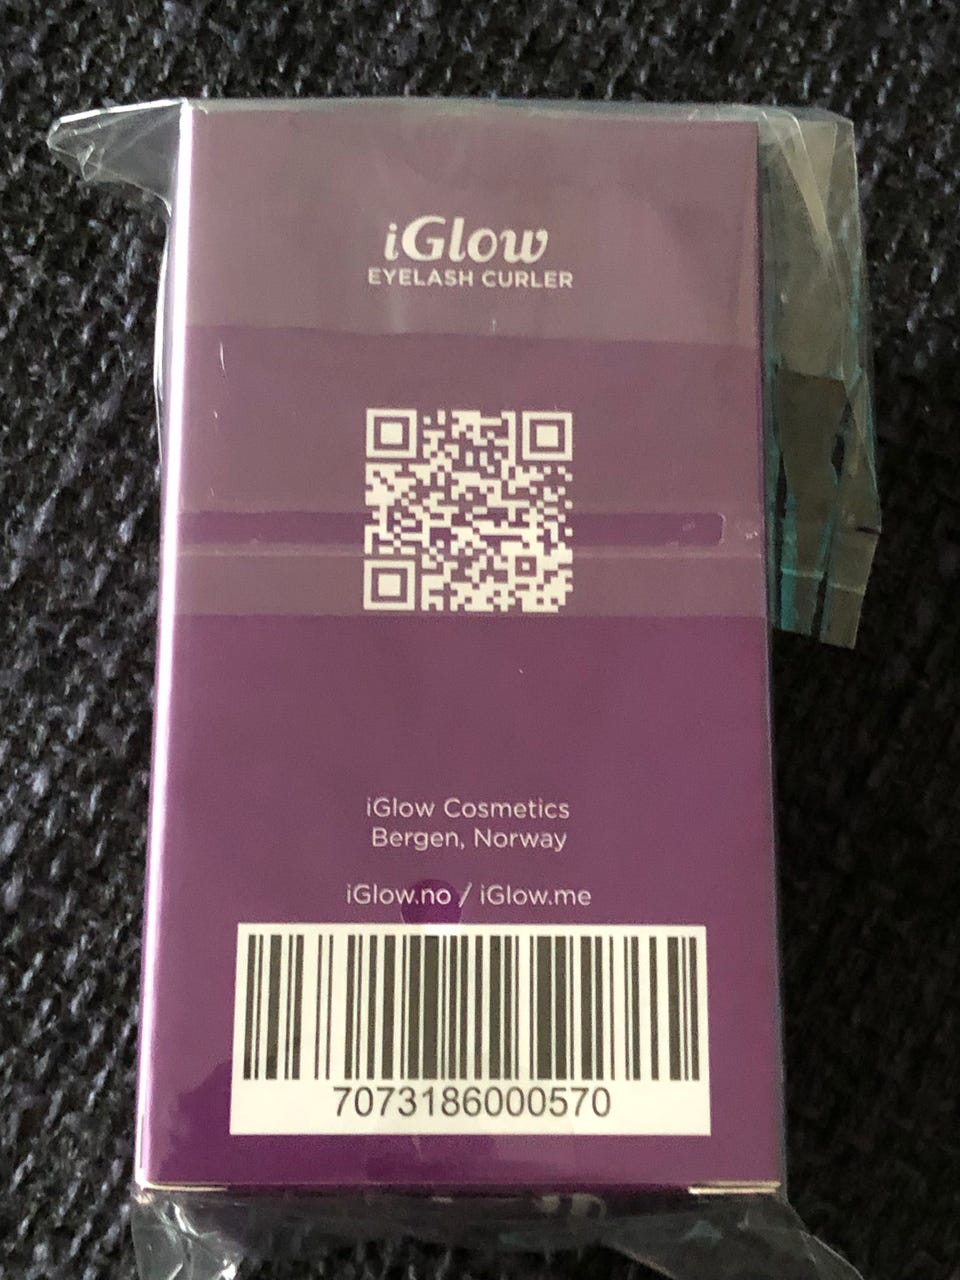 iGlow
EYELASH CURLER
iGlow Cosmetics
Bergen, Norway
iGlow.no / iGlow.me
7073186000570